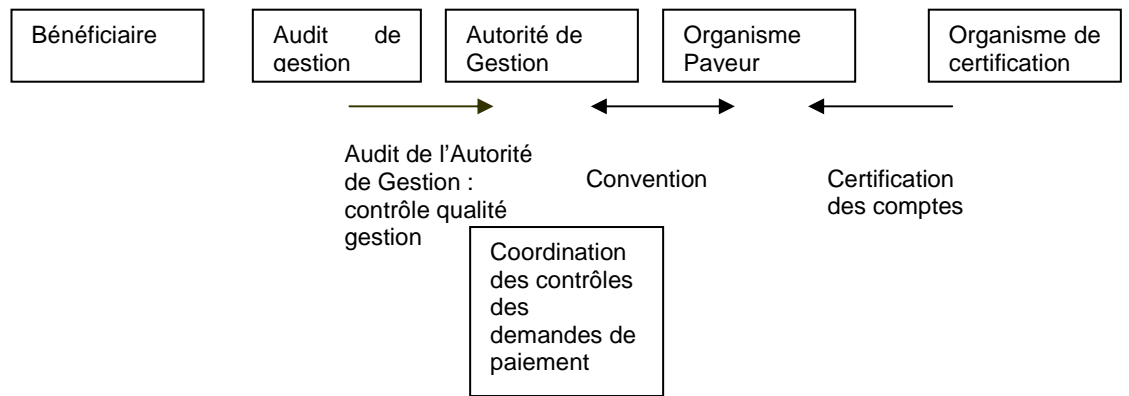 Bénéficiaire
Audit de
gestion
Autorité de
Gestion
Organisme
Payeur
Organisme de
certification
Audit de l’Autorité
de Gestion :
contrôle qualité
gestion
Convention
Certification
des comptes
Coordination
des contrôles
des
demandes de
paiement